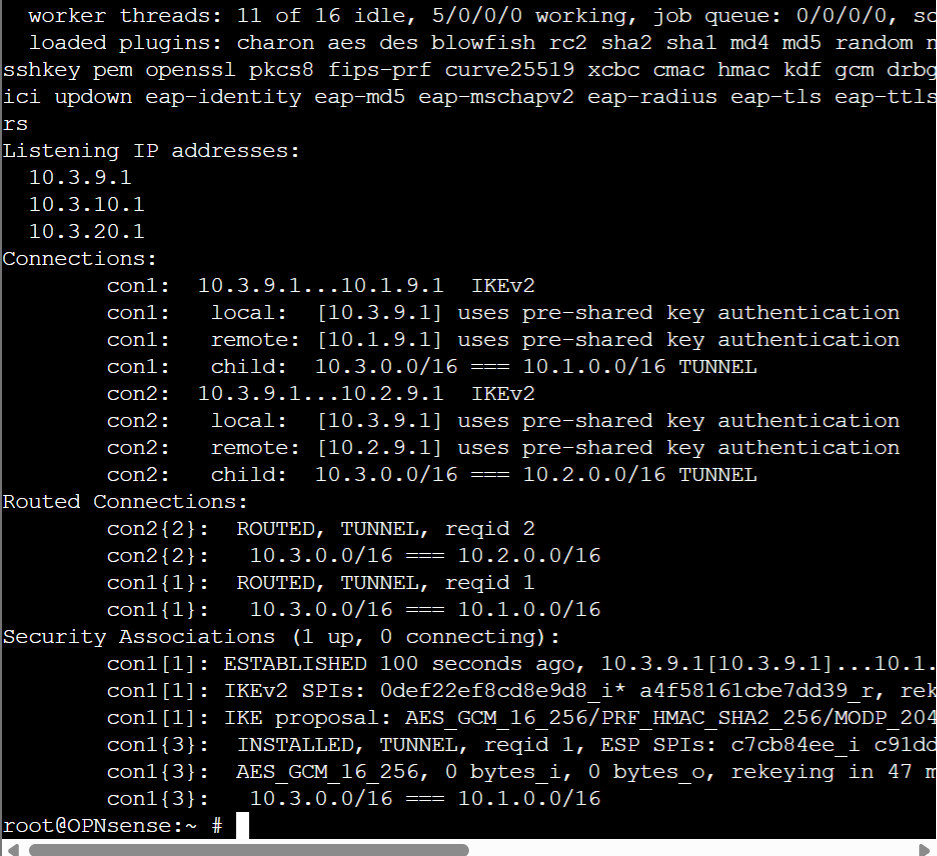 worker threads: 11 of 16 idle, 5/0/0/0 working, job queue: 0/0/0/0, sc
loaded plugins: charon aes des blowfish rc2 sha2 sha1 md4 md5 random n
sshkey pem openssl pkcs8 fips-prf curve25519 xcbc cmac hmac kdf gcm drbg
ici updown eap-identity eap-md5 eap-mschapv2 eap-radius eap-tls eap-ttls
rs
Listening IP addresses:
10.3.9.1
10.3.10.1
10.3.20.1
Connections:
con1: 10.3.9.1...10.1.9.1 IKEv2
con1: local: [10.3.9.1] uses pre-shared key authentication
con1: remote: [10.1.9.1] uses pre-shared key authentication
con1: child: 10.3.0.0/16 === 10.1.0.0/16 TUNNEL
con2: 10.3.9.1...10.2.9.1 IKEv2
con2: local: [10.3.9.1] uses pre-shared key authentication
con2: remote: [10.2.9.1] uses pre-shared key authentication
con2: child: 10.3.0.0/16 === 10.2.0.0/16 TUNNEL
Routed Connections:
con2{2}: ROUTED, TUNNEL, reqid 2
con2{2}: 10.3.0.0/16 === 10.2.0.0/16
con1{1}: ROUTED, TUNNEL, reqid 1
con1{1}: 10.3.0.0/16 === 10.1.0.0/16
Security Associations (1 up, 0 connecting):
con1[1]: ESTABLISHED 100 seconds ago, 10.3.9.1[10.3.9.1]...10.1.
con1[1]: IKEv2 SPIs: 0def22ef8cd8e9d8_i* a4f58161cbe7dd39_r, rek
con1[1]: IKE proposal: AES_GCM_16_256/PRF_HMAC_SHA2_256/MODP_204
con1{3}: INSTALLED, TUNNEL, reqid 1, ESP SPIs: c7cb84ee_i c91dd
con1{3}: AES_GCM_16_256, 0 bytes_i, 0 bytes_o, rekeying in 47 m
con1{3}: 10.3.0.0/16 === 10.1.0.0/16
root@OPNsense:~ #